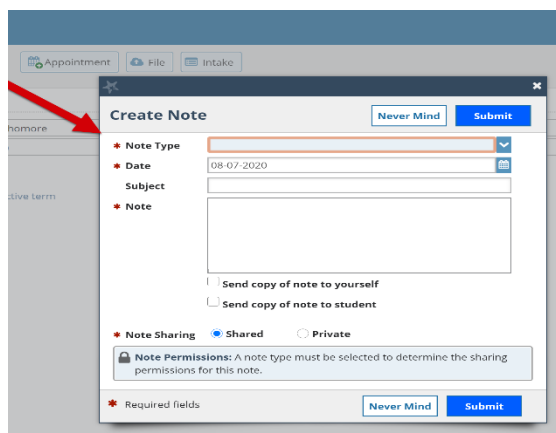 Appointment
File
Intake
homore
Create Note
Never Mind
Submit
* Note Type
* Date
08-07-2020
Subject
* Note
ctive term
Send copy of note to yourself
Send copy of note to student
* Note Sharing
Shared
Private
Note Permissions: A note type must be selected to determine the sharing
permissions for this note.
* Required fields
Never Mind
Submit